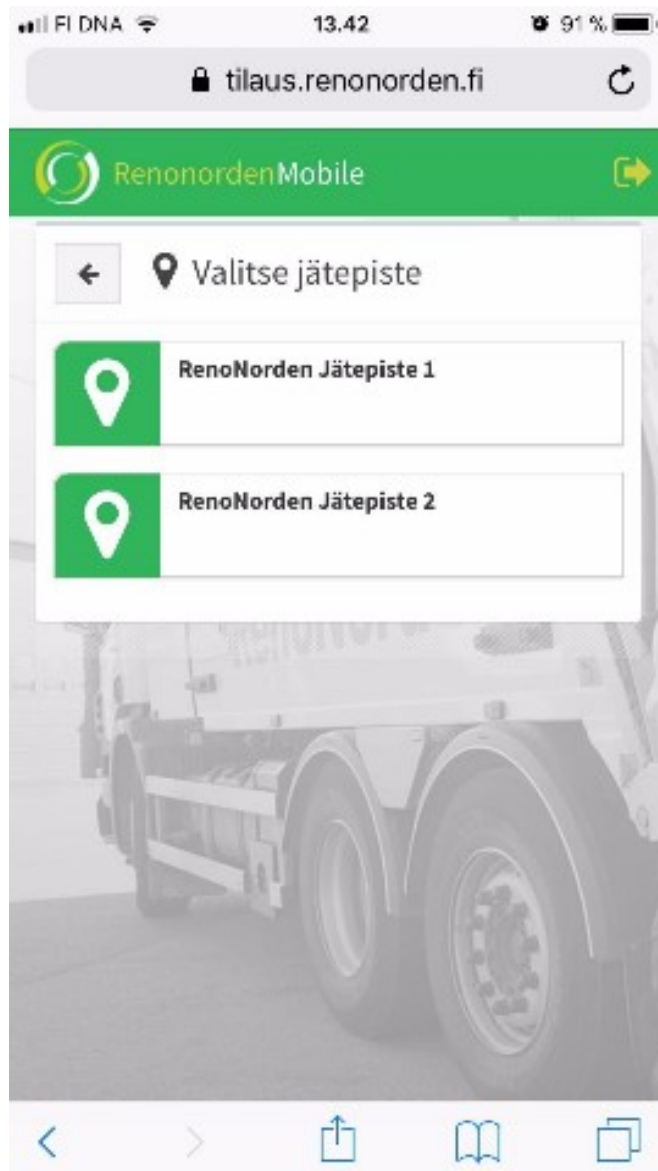 FI DNA 13.42 91 %
tilaus.renonorden.fi
RenonordenMobile
Valitse jätepiste
RenoNorden Jätepiste 1
RenoNorden Jätepiste 2